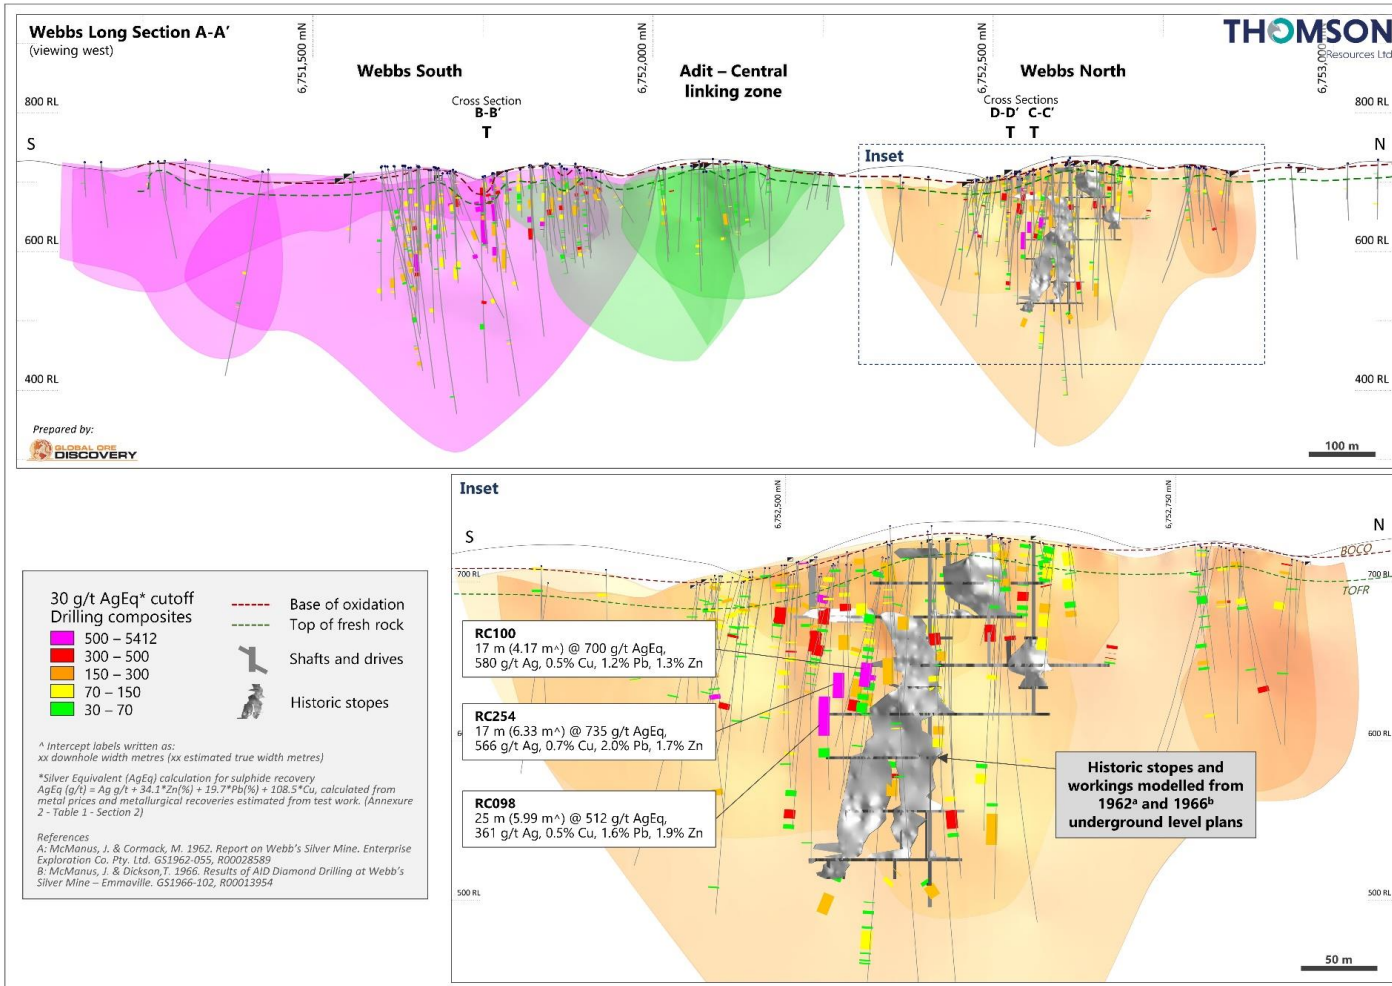 Webbs Long Section A-A’
(viewing west)
THOMSON
Resources Ltd
6,751,500 mN
6,752,000 mN
6,752,500 mN
6,753,000 mN
Webbs South
Adit – Central
linking zone
Webbs North
Cross Section
B-B’
Cross Sections
D-D’ C-C’
800 RL
800 RL
S
N
Inset
600 RL
600 RL
400 RL
400 RL
Prepared by:
GLOBAL ORE
DISCOVERY
100 m
Inset
6,752,500 mN
6,752,750 mN
S
N
BOCO
700 RL
700 RL
TOFR
30 g/t AgEq* cutoff
Drilling composites
500 – 5412
300 – 500
150 – 300
70 – 150
30 – 70
Base of oxidation
Top of fresh rock
Shafts and drives
Historic stopes
^ Intercept labels written as:
xx downhole width metres (xx estimated true width metres)
*Silver Equivalent (AgEq) calculation for sulphide recovery
AgEq (g/t) = Ag g/t + 34.1*Zn(%) + 19.7*Pb(%) + 108.5*Cu, calculated from
metal prices and metallurgical recoveries estimated from test work. (Annexure
2 - Table 1 - Section 2)
References
A: McManus, J. & Cormack, M. 1962. Report on Webb’s Silver Mine. Enterprise
Exploration Co. Pty. Ltd. GS1962-055, R00028589
B: McManus, J. & Dickson,T. 1966. Results of AID Diamond Drilling at Webb’s
Silver Mine – Emmaville. GS1966-102, R00013954
RC100
17 m (4.17 m^) @ 700 g/t AgEq,
580 g/t Ag, 0.5% Cu, 1.2% Pb, 1.3% Zn
RC254
17 m (6.33 m^) @ 735 g/t AgEq,
566 g/t Ag, 0.7% Cu, 2.0% Pb, 1.7% Zn
RC098
25 m (5.99 m^) @ 512 g/t AgEq,
361 g/t Ag, 0.5% Cu, 1.6% Pb, 1.9% Zn
600 RL
Historic stopes and
workings modelled from
1962ᵃ and 1966ᵇ
underground level plans
500 RL
500 RL
50 m